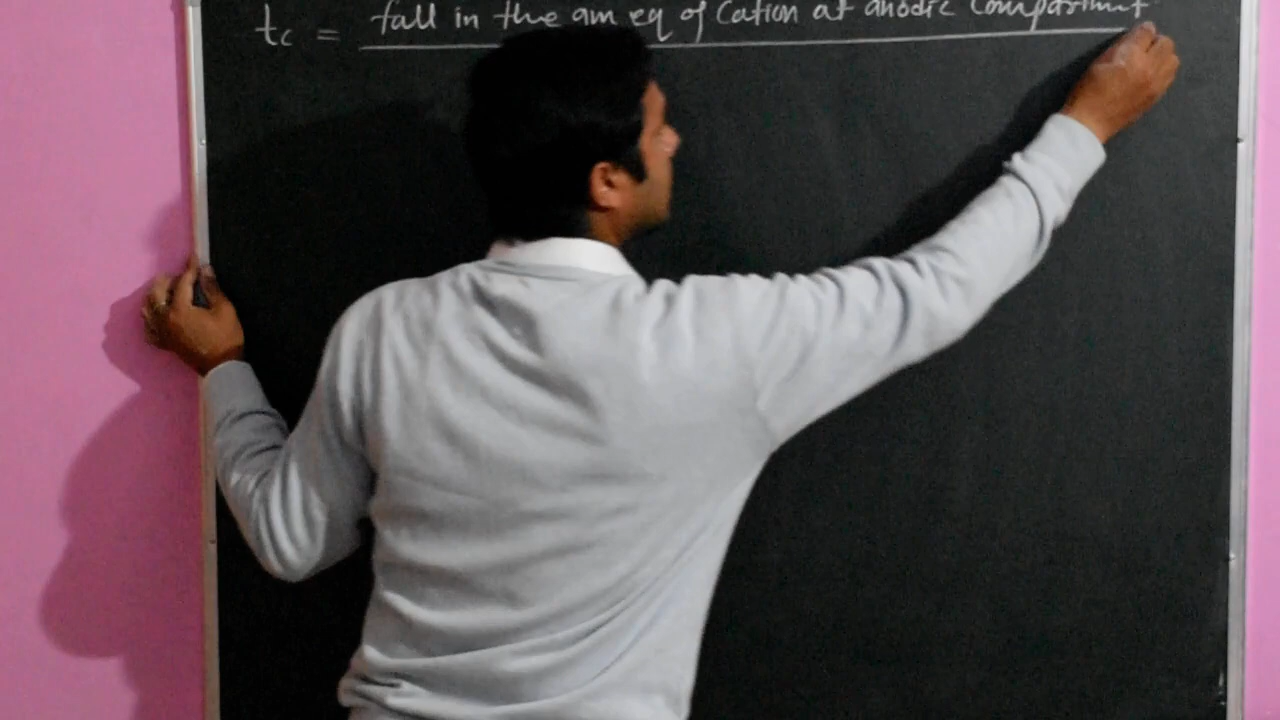 tc = fall in the am eq of Cation at anodic Compartment